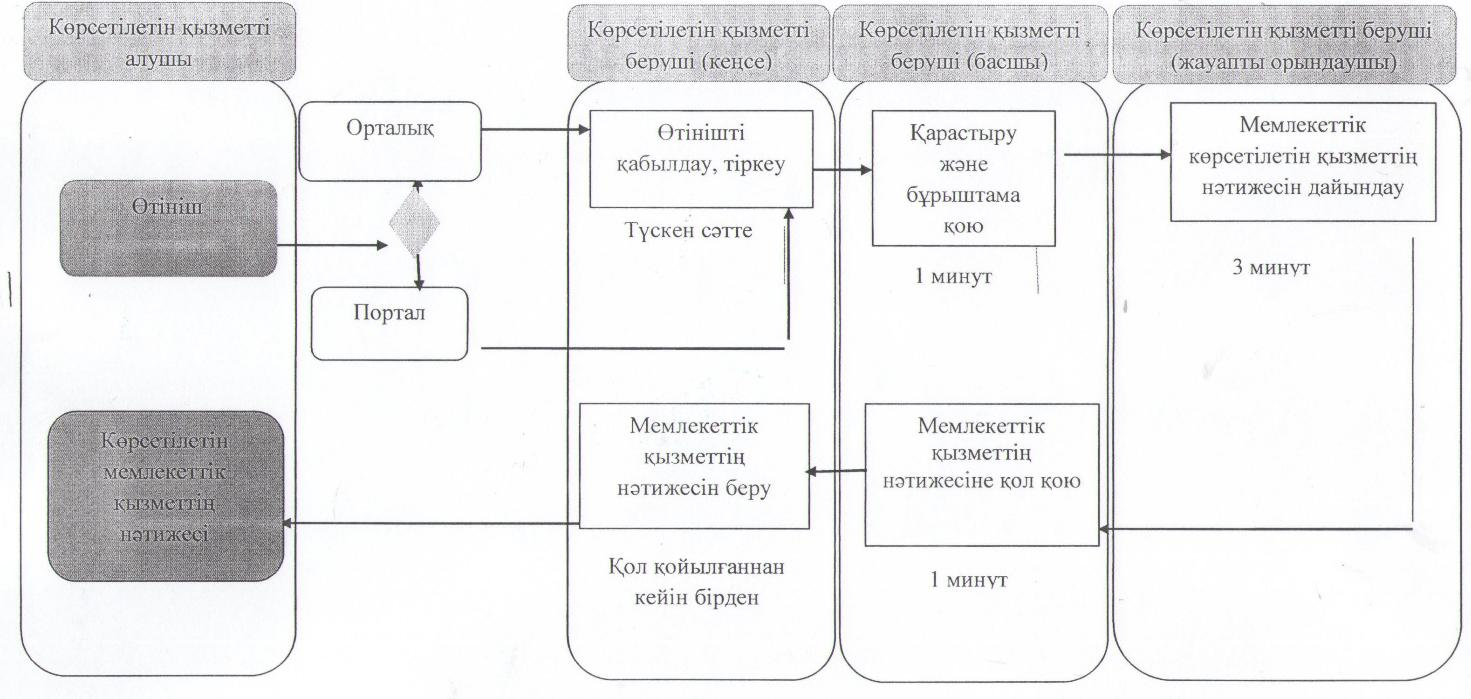 Көрсетілетін қызметті
алушы
Көрсетілетін қызметті
беруші (кеңсе)
Көрсетілетін қызметті
беруші (басшы)
Көрсетілетін қызметті беруші
(жауапты орындаушы)
Өтініш
Орталық
Портал
Өтінішті
қабылдау, тіркеу
Түскен сәтте
Қарастыру
және
бұрыштама
қою
1 минут
Мемлекеттік
көрсетілетін қызметтің
нәтижесін дайындау
3 минут
Көрсетілетін
мемлекеттік
қызметтің
нәтижесі
Мемлекеттік
қызметтің
нәтижесін беру
Қол қойылғаннан
кейін бірден
Мемлекеттік
қызметтің
нәтижесіне қол қою
1 минут